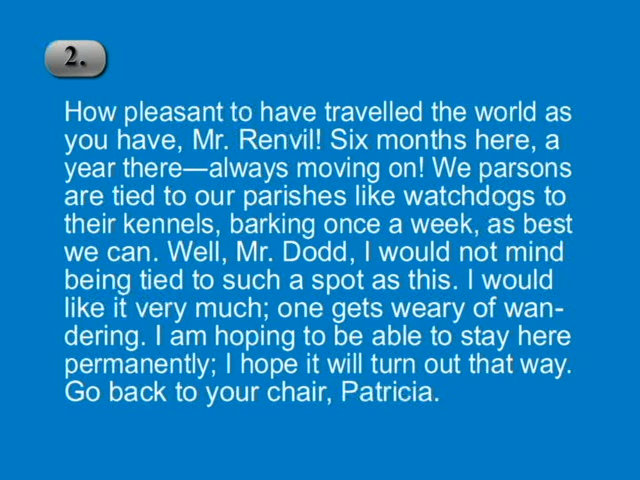 2.
How pleasant to have travelled the world as
you have, Mr. Renvil! Six months here, a
year there—always moving on! We parsons
are tied to our parishes like watchdogs to
their kennels, barking once a week, as best
we can. Well, Mr. Dodd, I would not mind
being tied to such a spot as this. I would
like it very much; one gets weary of wan-
dering. I am hoping to be able to stay here
permanently; I hope it will turn out that way.
Go back to your chair, Patricia.